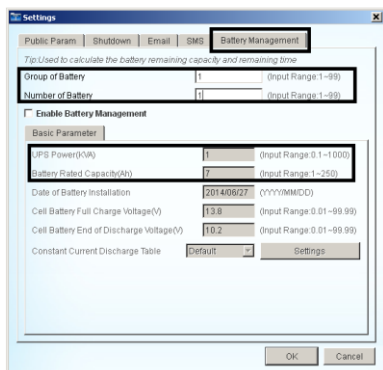 Settings
Public Param Shutdown Email SMS Battery Management
Tip:Used to calculate the battery remaining capacity and remaining time
Group of Battery 1 (Input Range:1~99)
Number of Battery 1 (Input Range:1~99)
Enable Battery Management
Basic Parameter
UPS Power(KVA) 1 (Input Range:0.1~1000)
Battery Rated Capacity(Ah) 7 (Input Range:1~250)
Date of Battery Installation 2014/06/27 (YYYY/MM/DD)
Cell Battery Full Charge Voltage(V) 13.8 (Input Range:0.01~99.99)
Cell Battery End of Discharge Voltage(V) 10.2 (Input Range:0.01~99.99)
Constant Current Discharge Table Default Settings
OK Cancel